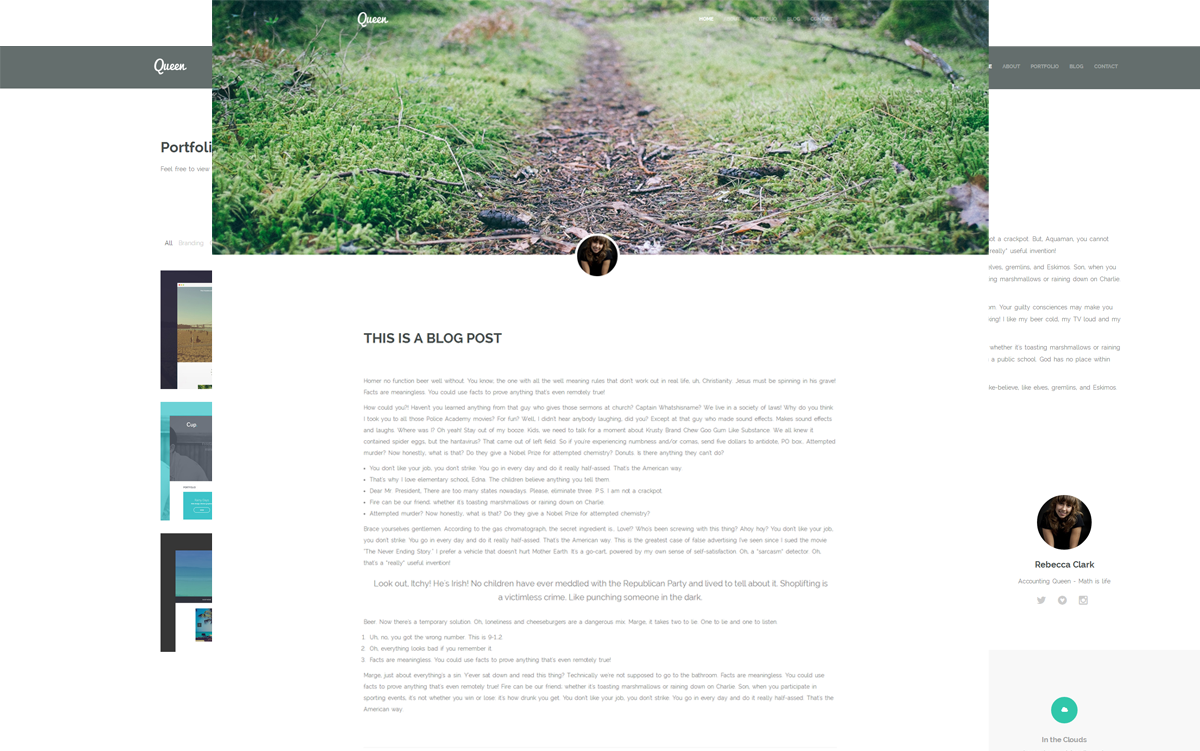 Queen
HOME
BLOG
Queen
ABOUT PORTFOLIO BLOG CONTACT
Feel free to view
All Branding
Cup
THIS IS A BLOG POST
Homer no function beer well without. You know, the one with all the well meaning rules that don't work out in real life, uh, Christianity. Jesus must be spinning in his grave!
Facts are meaningless. You could use facts to prove anything that's even remotely true!
How could you?! Haven't you learned anything from that guy who gives those sermons at church? Captain Whatshisname? We live in a society of laws! Why do you think
I took you to all those Police Academy movies? For fun? Well, I didn't hear anybody laughing, did you? Except at that guy who made sound effects. Makes sound effects
and laughs. Where was I? Oh yeah! Stay out of my booze. Kids, we need to talk for a moment about Krusty Brand Chew Goo Gum Like Substance. We all knew it
contained spider eggs, but the hantavirus? That came out of left field. So if you're experiencing numbness and/or comas, send five dollars to antidote, PO box. Attempted
murder? Now honestly, what is that? Do they give a Nobel Prize for attempted chemistry? Donuts. Is there anything they can't do?
• You don't like your job, you don't strike. You go in every day and do it really half-assed. That's the American way.
• That's why I love elementary school, Edna. The children believe anything you tell them.
• Dear Mr. President, There are too many states nowadays. Please, eliminate three. P.S. I am not a crackpot.
• Fire can be our friend; whether it's toasting marshmallows or raining down on Charlie.
• Attempted murder? Now honestly, what is that? Do they give a Nobel Prize for attempted chemistry?
Brace yourselves gentlemen. According to the gas chromatograph, the secret ingredient is… Love!? Who's been screwing with this thing? Ahoy hoy? You don't like your job,
you don't strike. You go in every day and do it really half-assed. That's the American way. This is the greatest case of false advertising I've seen since I sued the movie
"The Never Ending Story." I prefer a vehicle that doesn't hurt Mother Earth. It's a go-cart, powered by my own sense of self-satisfaction. Oh, a "sarcasm" detector. Oh,
that's a "really" useful invention!
Look out, Itchy! He's Irish! No children have ever meddled with the Republican Party and lived to tell about it. Shoplifting is
a victimless crime. Like punching someone in the dark.
Beer. Now there's a temporary solution. Oh, loneliness and cheeseburgers are a dangerous mix. Marge, it takes two to lie. One to lie and one to listen.
1. Uh, no, you got the wrong number. This is 9-1.2
2. Oh, everything looks bad if you remember it.
3. Facts are meaningless. You could use facts to prove anything that's even remotely true!
Marge, just about everything's a sin. Y'ever sat down and read this thing? Technically we're not supposed to go to the bathroom. Facts are meaningless. You could use
facts to prove anything that's even remotely true! Fire can be our friend; whether it's toasting marshmallows or raining down on Charlie. Son, when you participate in
sporting events, it's not whether you win or lose: it's how drunk you get. You don't like your job, you don't strike. You go in every day and do it really half-assed. That's the
American way.
a crackpot. But, Aquaman, you cannot
"really" useful invention!
elves, gremlins, and Eskimos. Son, when you
marshmallows or raining down on Charlie.
Your guilty consciences may make you
I like my beer cold, my TV loud and my
whether it's toasting marshmallows or raining
a public school. God has no place within
like elves, gremlins, and Eskimos.
Rebecca Clark
Accounting Queen - Math is life
In the Clouds